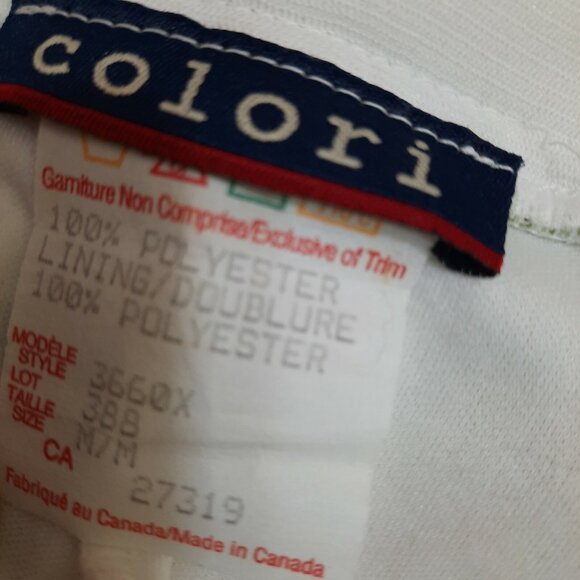 colori
Garniture Non Comprise/Exclusive of Trim
100% POLYESTER
LINING/DOUBLURE
100% POLYESTER
MODÈLE
STYLE 3660X
LOT 388
TAILLE
SIZE M/M
CA 27319
Fabriqué au Canada/Made in Canada